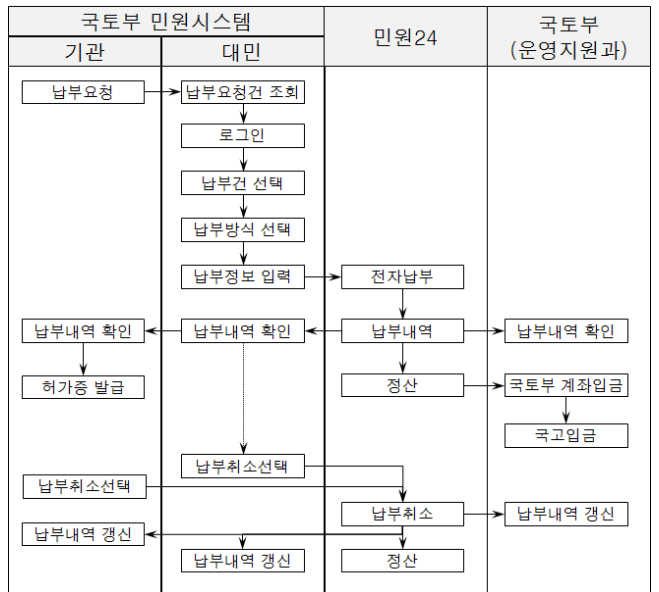 국토부 민원시스템
민원24
국토부
(운영지원과)
기관
대민
납부요청
납부요청건 조회
로그인
납부건 선택
납부방식 선택
납부정보 입력
전자납부
납부내역 확인
납부내역 확인
납부내역
납부내역 확인
허가증 발급
정산
국토부 계좌입금
국고입금
납부취소선택
납부취소선택
납부취소
납부내역 갱신
납부내역 갱신
납부내역 갱신
정산